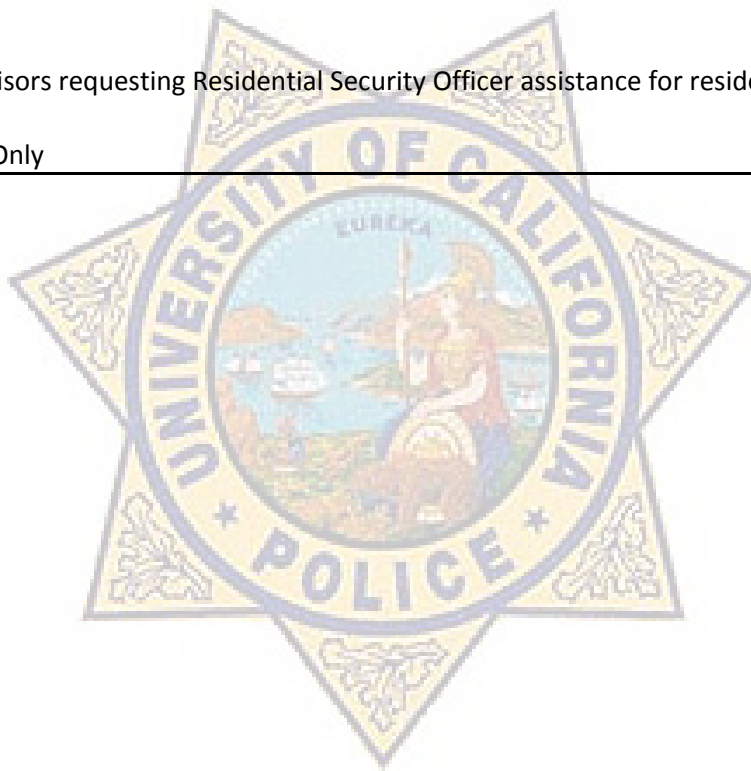 isors requesting Residential Security Officer assistance for reside
Only
UNIVERSITY OF CALIFORNIA
EUREKA
POLICE